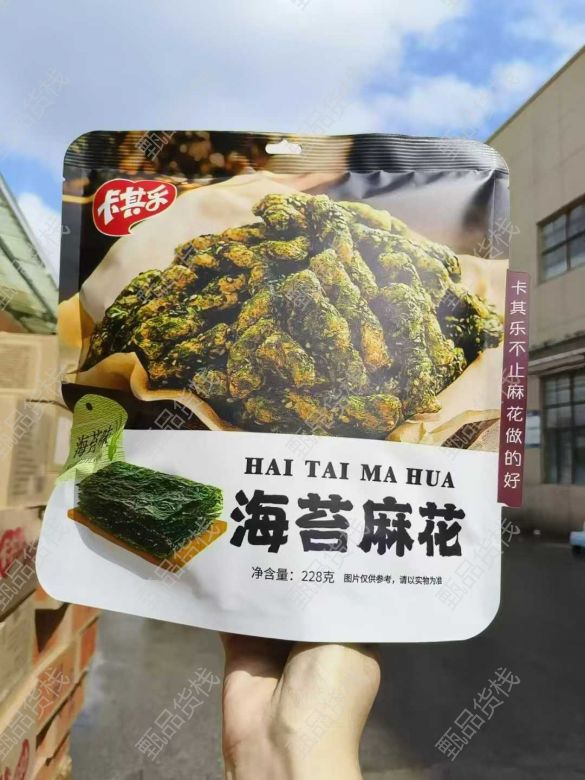 卡其乐
卡其乐不止麻花做的好
海苔味
HAI TAI MA HUA
海苔麻花
净含量：228克 图片仅供参考，请以实物为准
甄品货栈